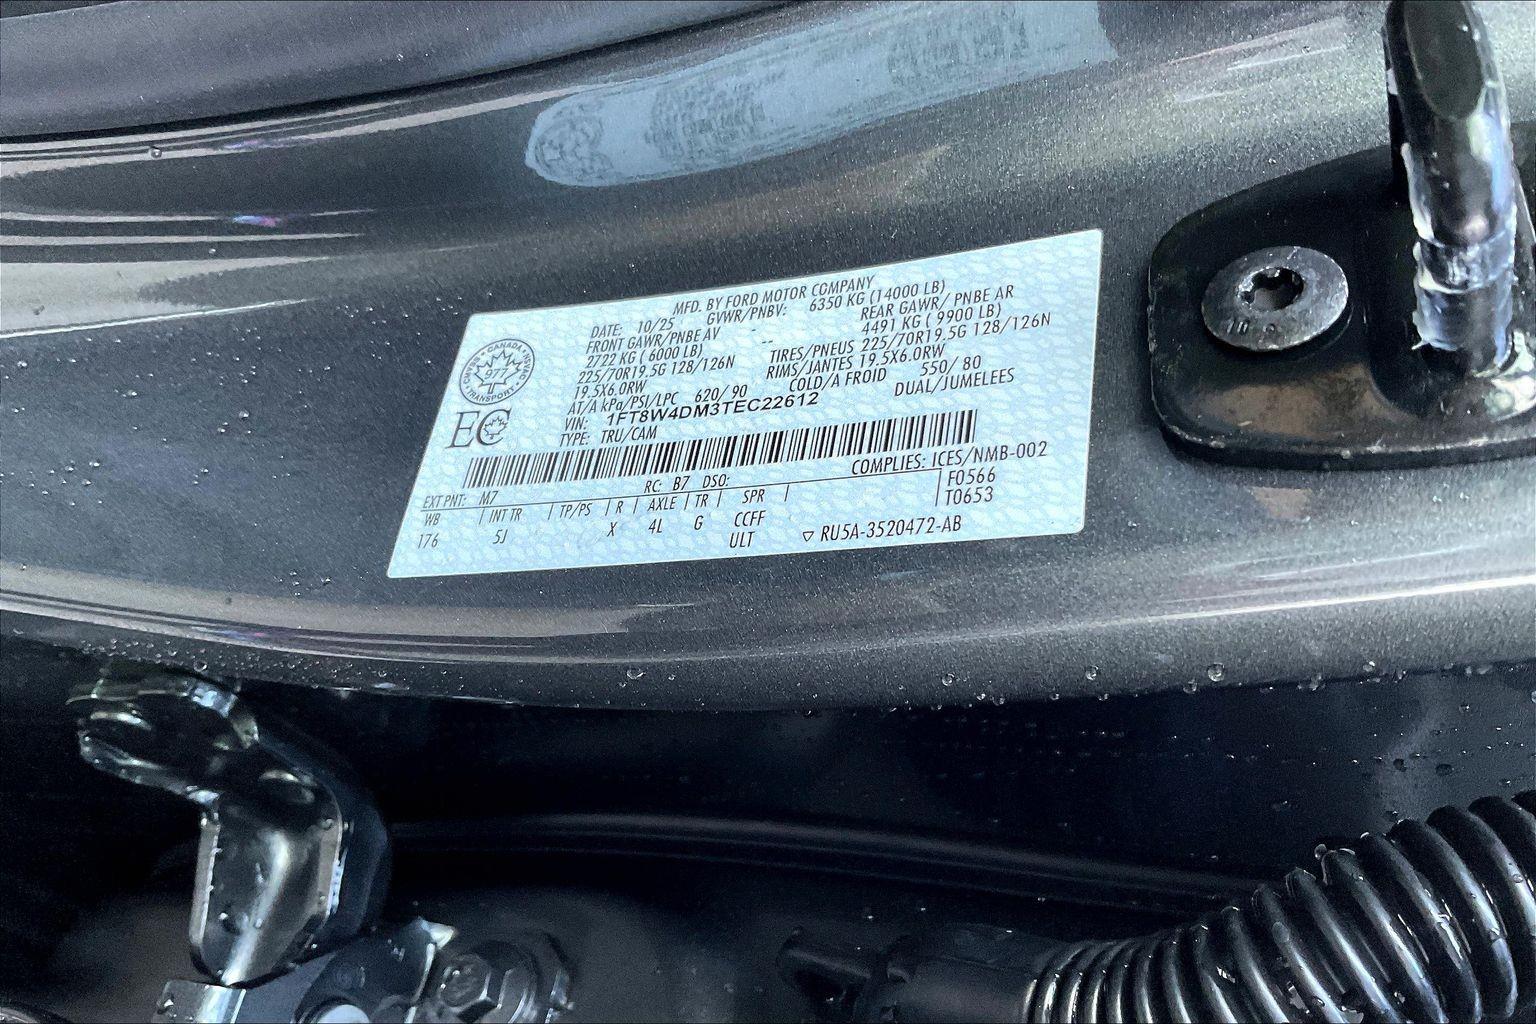 MFD. BY FORD MOTOR COMPANY
DATE: 10/25 GVWR/PNBV: 6350 KG (14000 LB)
FRONT GAWR/PNBE AV -- REAR GAWR/ PNBE AR
2722 KG ( 6000 LB) -- 4491 KG ( 9900 LB)
225/70R19.5G 128/126N TIRES/PNEUS 225/70R19.5G 128/126N
19.5X6.0RW RIMS/JANTES 19.5X6.0RW
AT/A kPa/PSI/LPC 620/ 90 COLD/A FROID 550/ 80
VIN: 1FT8W4DM3TEC22612 DUAL/JUMELEES
TYPE: TRU/CAM
CANADA
977
TRANSPORT
EC
COMPLIES: ICES/NMB-002
EXT PNT: M7 RC: B7 DSO: F0566
WB | INT TR | TP/PS | R | AXLE | TR | SPR | T0653
176 5J X 4L G CCFF
ULT ▽ RU5A-3520472-AB
10 9